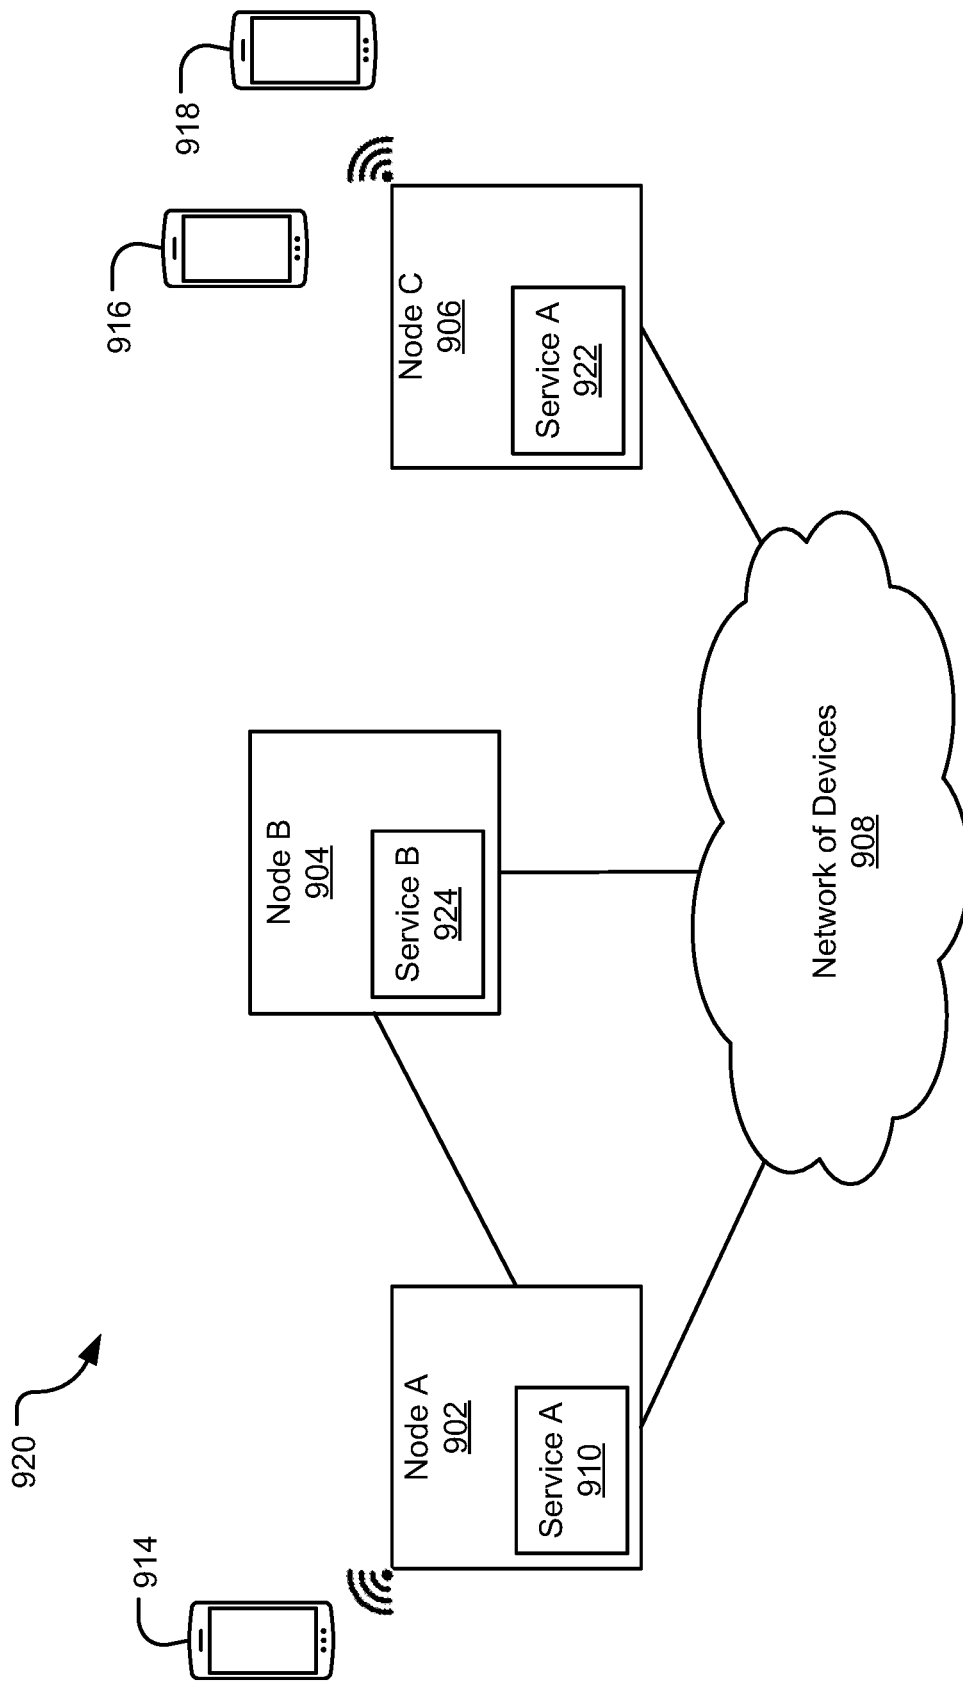 920
914
916
918
Node A
902
Service A
910
Node B
904
Service B
924
Node C
906
Service A
922
Network of Devices
908